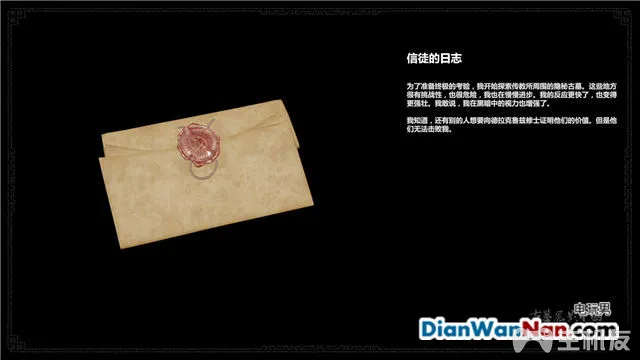 信徒的日志
为了准备终极的考验，我开始探索传教所周围的隐秘古墓。这些地方
很有挑战性，也很危险，我也在慢慢进步。我的反应更快了，也变得
更强壮。我敢说，我在黑暗中的视力也增强了。
我知道，还有别的人想要向德拉克鲁兹修士证明他们的价值。但是他
们无法击败我。
电玩男
DianWanNan.com